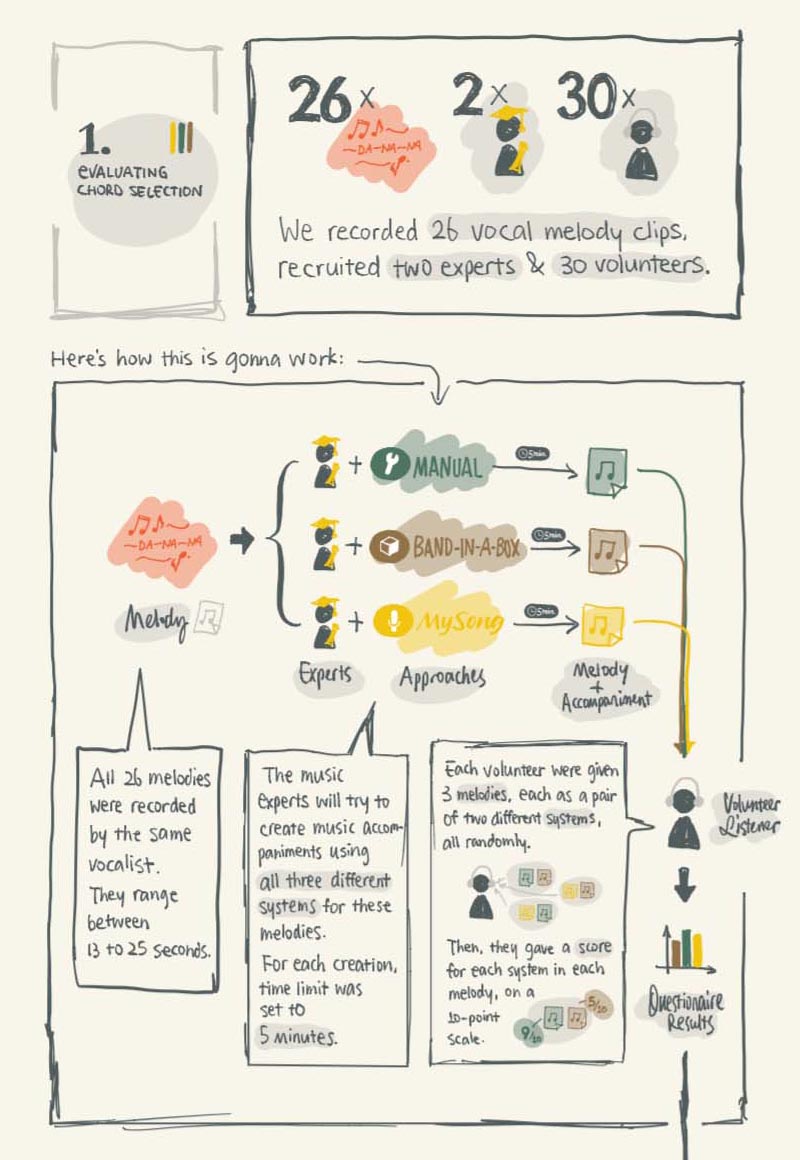 1.
EVALUATING
CHORD SELECTION
26x
2x
30x
~DA~NA~NA
We recorded 26 vocal melody clips,
recruited two experts & 30 volunteers.
Here's how this is gonna work:
~DA~NA~NA
Melody
+ MANUAL
5min
+ BAND-IN-A-BOX
5min
+ MySong
5min
Experts
Approaches
Melody
+
Accompaniment
All 26 melodies
were recorded
by the same
vocalist.
They range
between
13 to 25 seconds.
The music
experts will try to
create music accom-
paniments using
all three different
systems for these
melodies.
For each creation,
time limit was
set to
5 minutes.
Each volunteer were given
3 melodies, each as a pair
of two different systems,
all randomly.
Then, they gave a score
for each system in each
melody, on a
10-point
scale.
9/10
5/10
Volunteer
Listener
Questionaire
Results